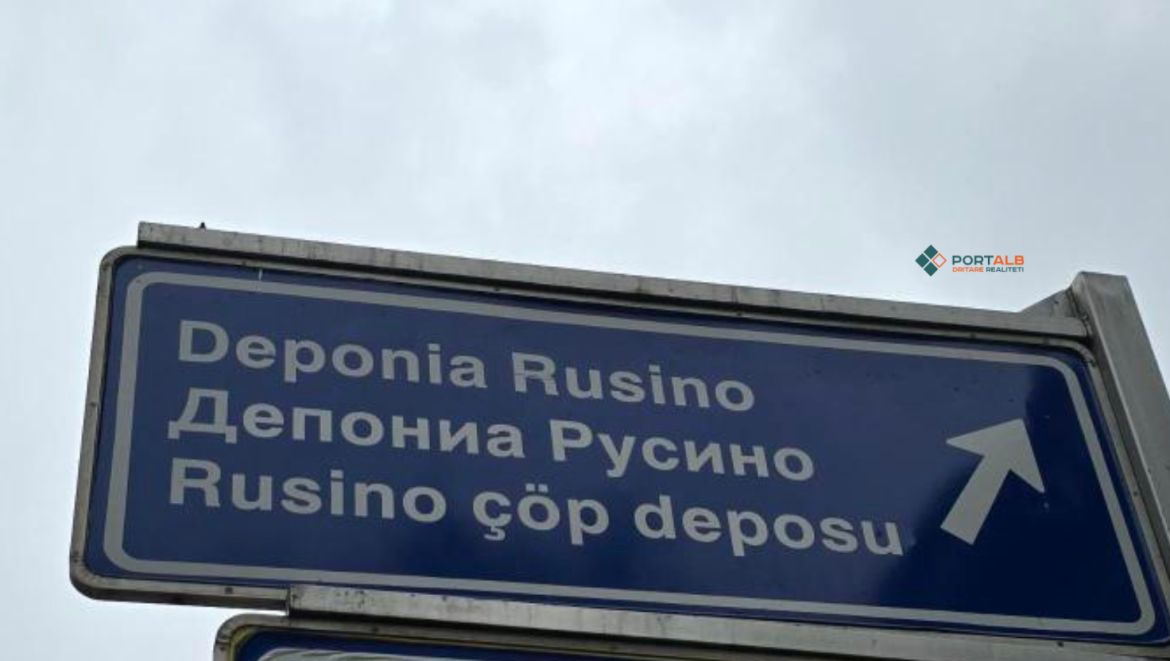 PORTALB
DRITARE REALITETI
Deponia Rusino
Депониа Русино
Rusino çöp deposu